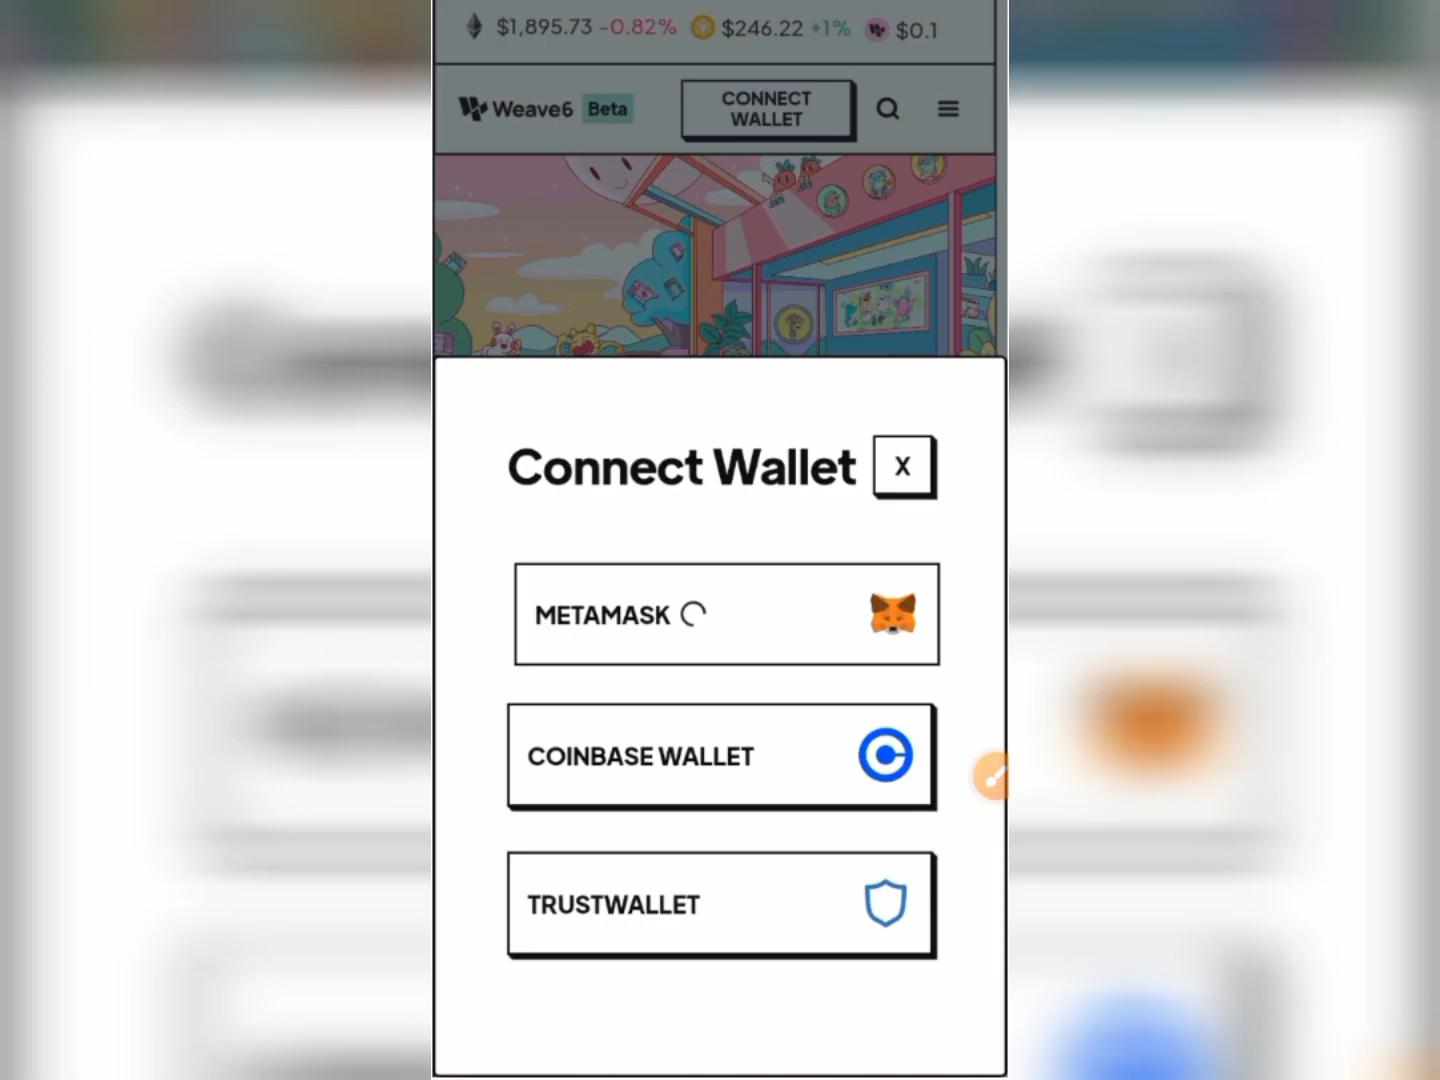 $1,895.73 -0.82% $246.22 +1% $0.1
Weave6 Beta
CONNECT
WALLET
Connect Wallet X
METAMASK
COINBASE WALLET
TRUSTWALLET